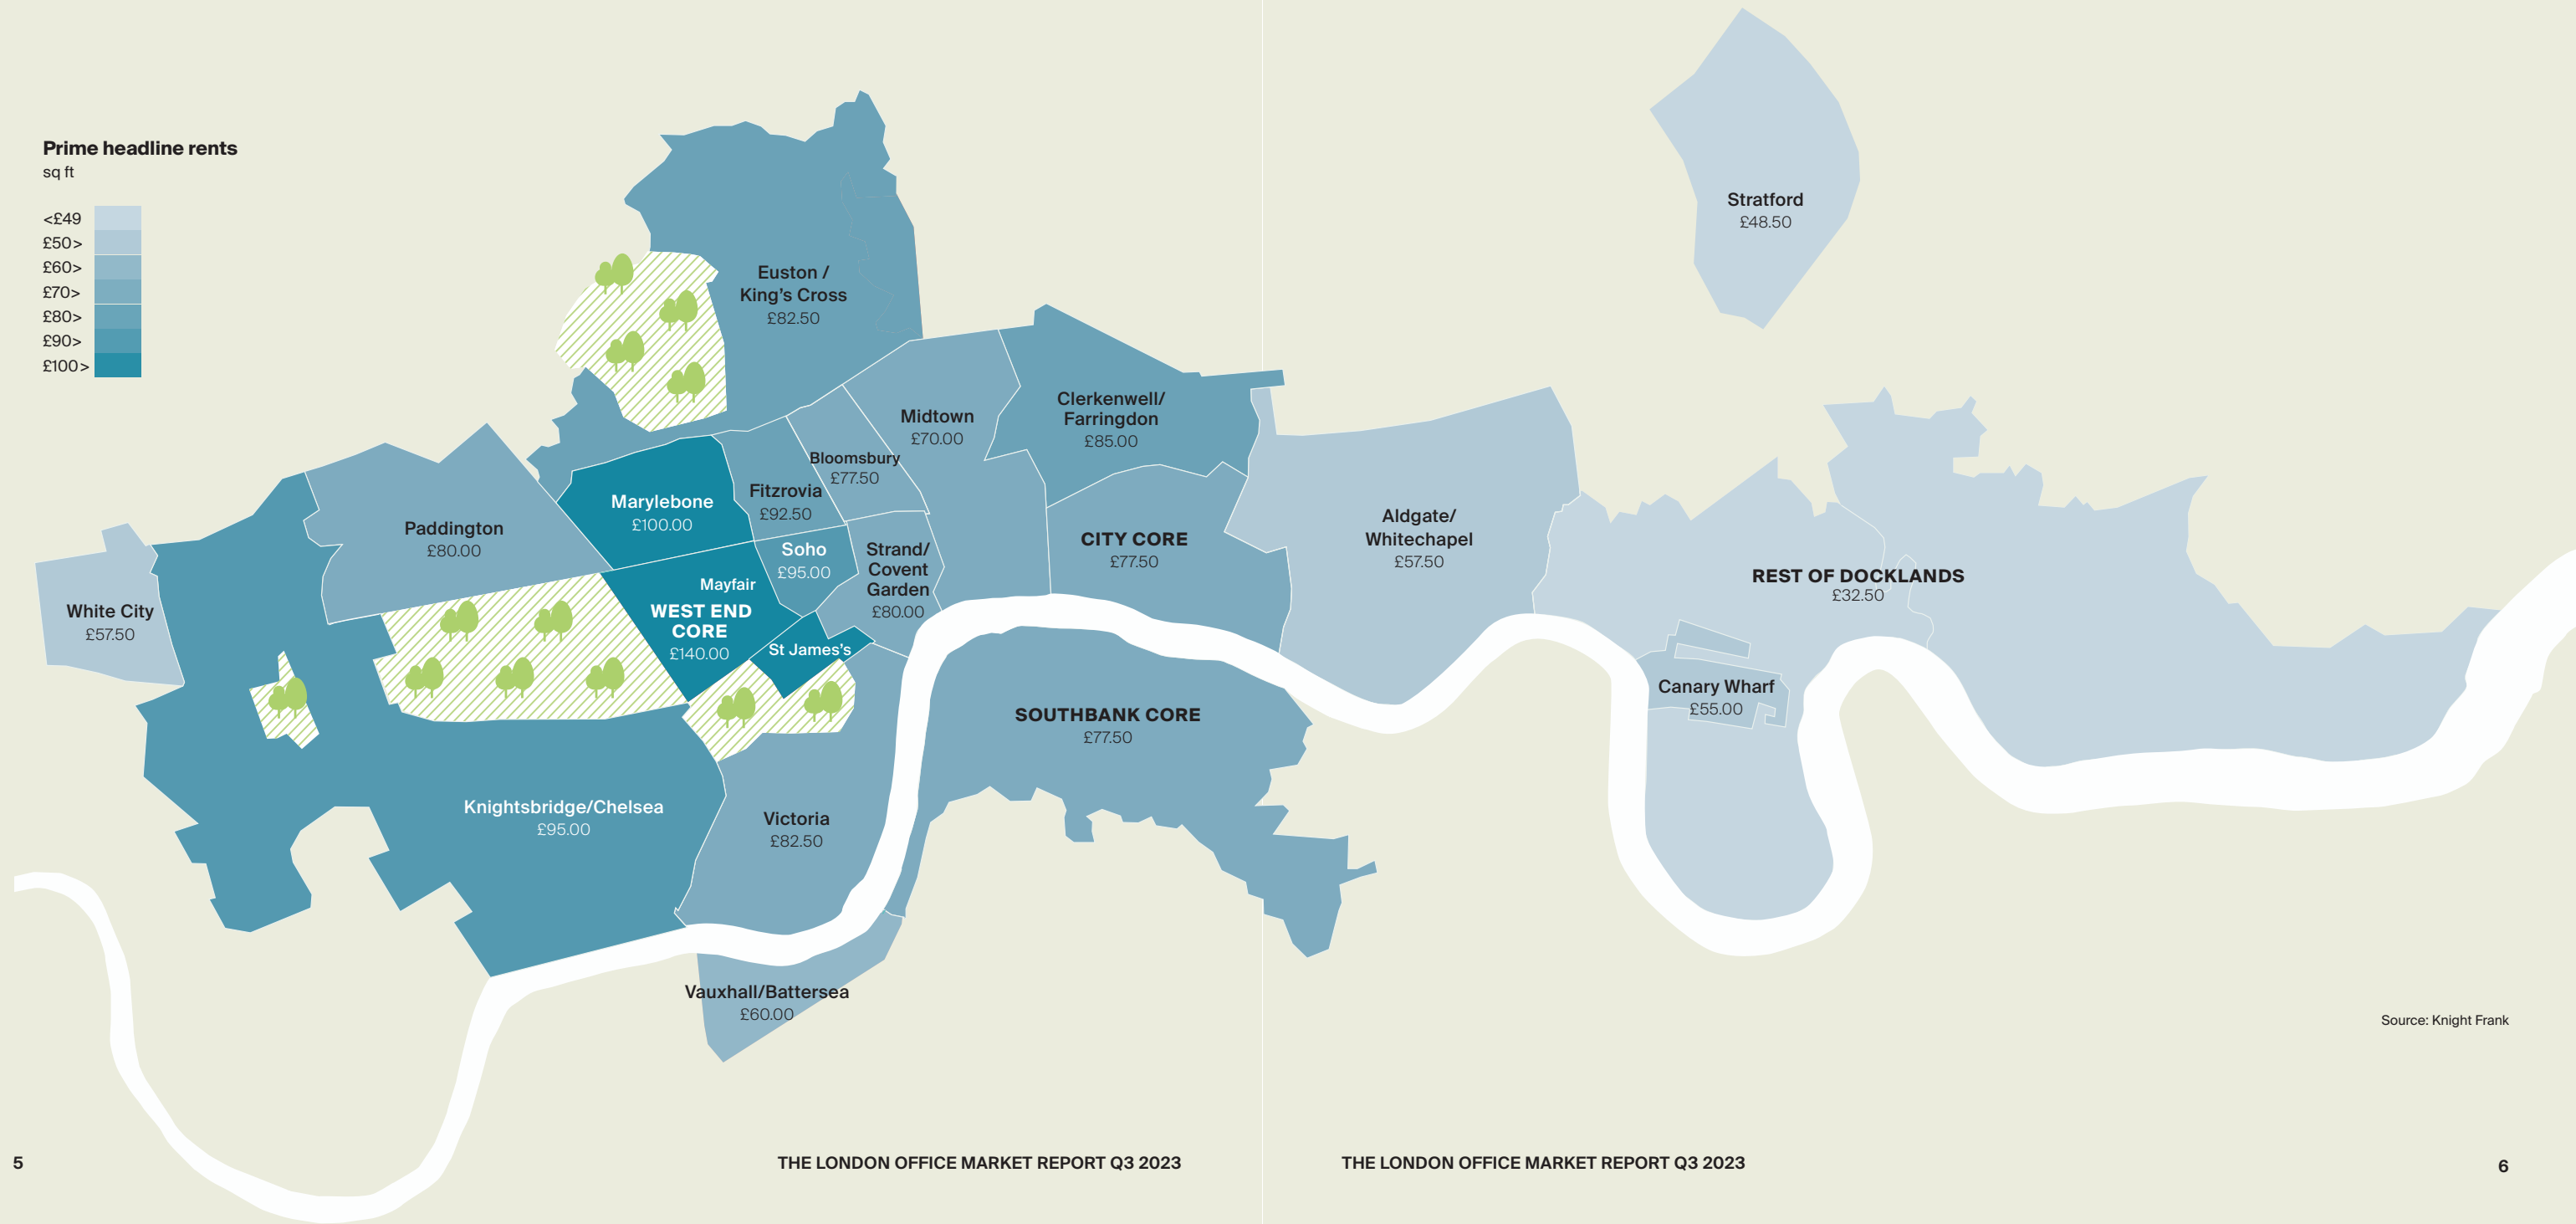 Prime headline rents
sq ft
<£49
£50>
£60>
£70>
£80>
£90>
£100>
Stratford
£48.50
Euston /
King’s Cross
£82.50
Midtown
£70.00
Clerkenwell/
Farringdon
£85.00
Bloomsbury
£77.50
Fitzrovia
£92.50
Marylebone
£100.00
Paddington
£80.00
White City
£57.50
Soho
£95.00
Strand/
Covent
Garden
£80.00
Mayfair
WEST END
CORE
£140.00
St James’s
CITY CORE
£77.50
Aldgate/
Whitechapel
£57.50
REST OF DOCKLANDS
£32.50
Canary Wharf
£55.00
SOUTHBANK CORE
£77.50
Knightsbridge/Chelsea
£95.00
Victoria
£82.50
Vauxhall/Battersea
£60.00
Source: Knight Frank
5
THE LONDON OFFICE MARKET REPORT Q3 2023
THE LONDON OFFICE MARKET REPORT Q3 2023
6